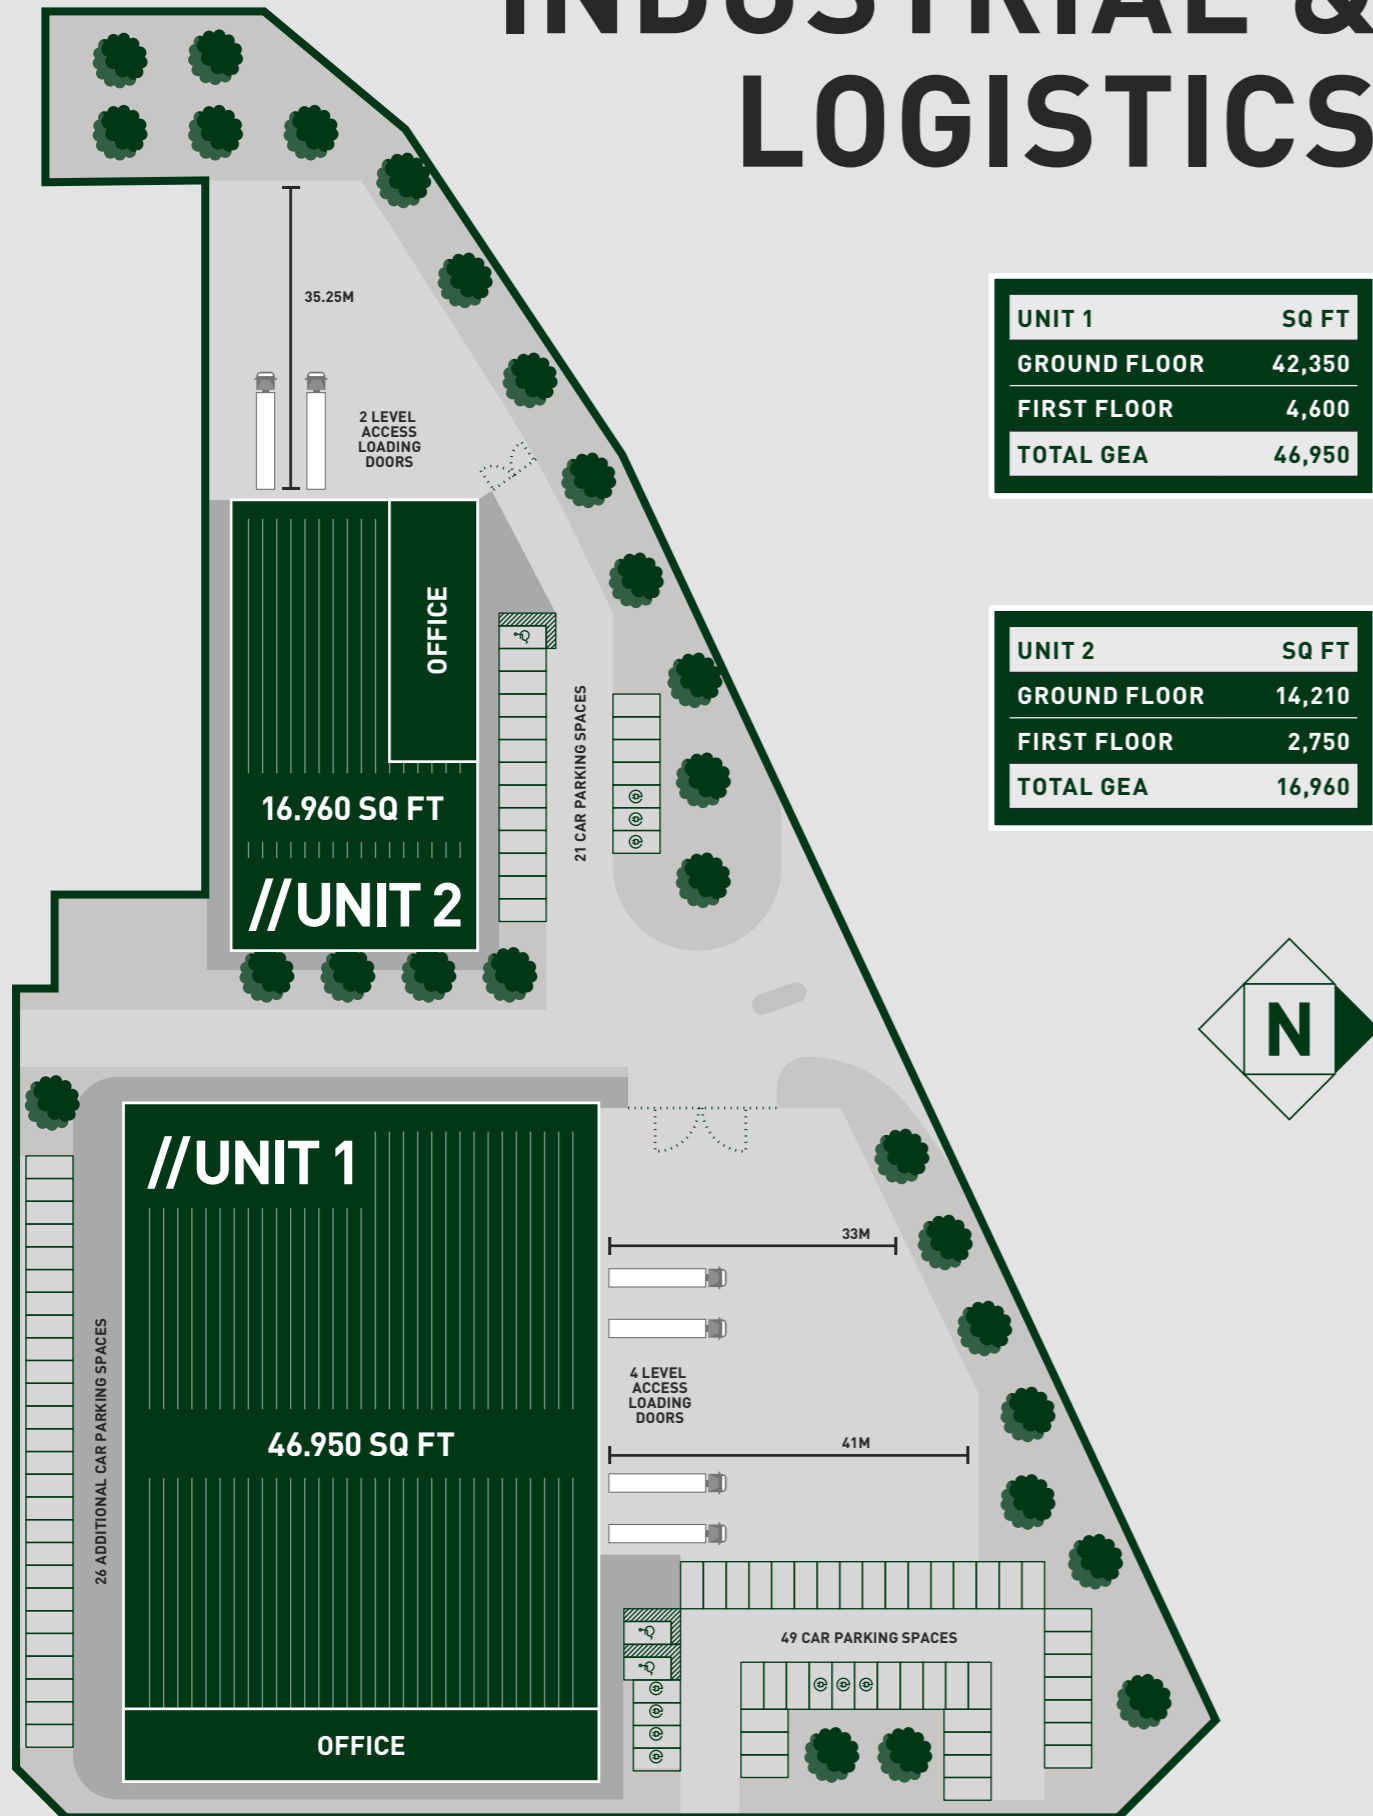 INDUSTRIAL &
LOGISTICS
35.25M
2 LEVEL
ACCESS
LOADING
DOORS
UNIT 1 SQ FT
GROUND FLOOR 42,350
FIRST FLOOR 4,600
TOTAL GEA 46,950
OFFICE
21 CAR PARKING SPACES
16.960 SQ FT
//UNIT 2
UNIT 2 SQ FT
GROUND FLOOR 14,210
FIRST FLOOR 2,750
TOTAL GEA 16,960
N
//UNIT 1
33M
4 LEVEL
ACCESS
LOADING
DOORS
41M
46.950 SQ FT
26 ADDITIONAL CAR PARKING SPACES
49 CAR PARKING SPACES
OFFICE